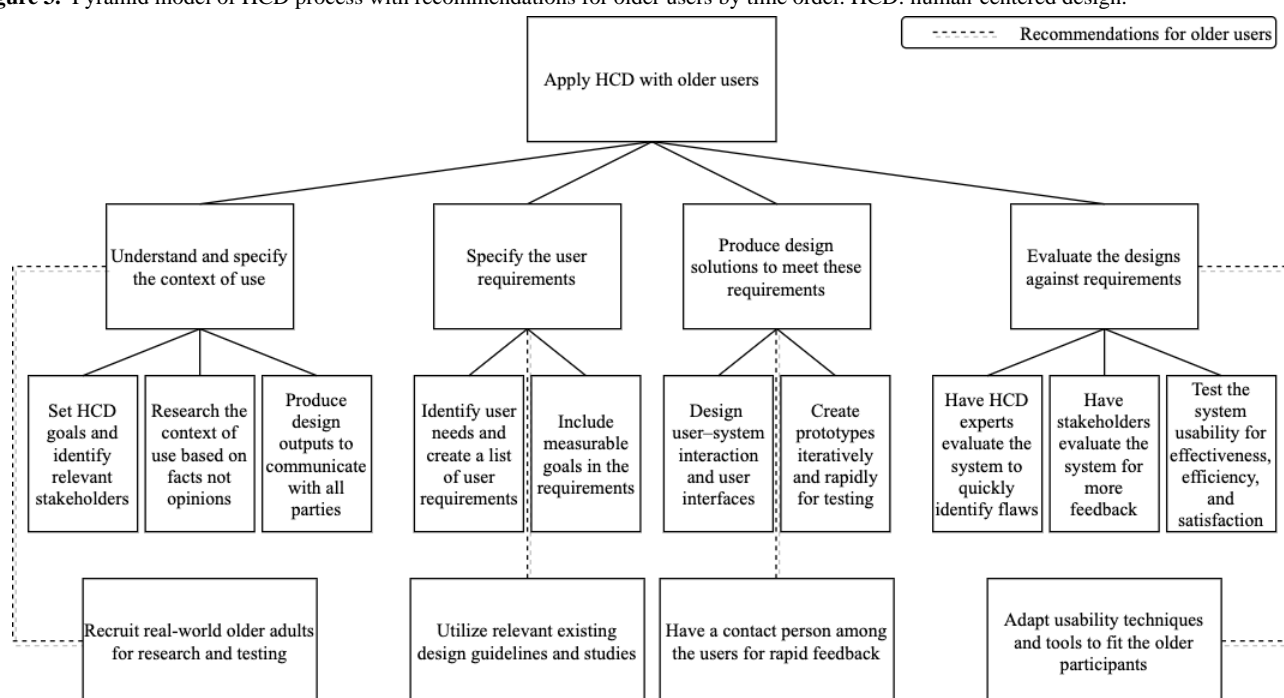 Pyramid model of HCD process with recommendations for older users by time order. HCD: human-centered design.
Recommendations for older users
Apply HCD with older users
Understand and specify
the context of use
Specify the user
requirements
Produce design
solutions to meet these
requirements
Evaluate the designs
against requirements
Set HCD
goals and
identify
relevant
stakeholders
Research the
context of
use based on
facts not
opinions
Produce
design
outputs to
communicate
with all
parties
Identify user
needs and
create a list
of user
requirements
Include
measurable
goals in the
requirements
Design
user–system
interaction
and user
interfaces
Create
prototypes
iteratively
and rapidly
for testing
Have HCD
experts
evaluate the
system to
quickly
identify flaws
Have
stakeholders
evaluate the
system for
more
feedback
Test the
system
usability for
effectiveness,
efficiency,
and
satisfaction
Recruit real-world older adults
for research and testing
Utilize relevant existing
design guidelines and studies
Have a contact person among
the users for rapid feedback
Adapt usability techniques
and tools to fit the older
participants